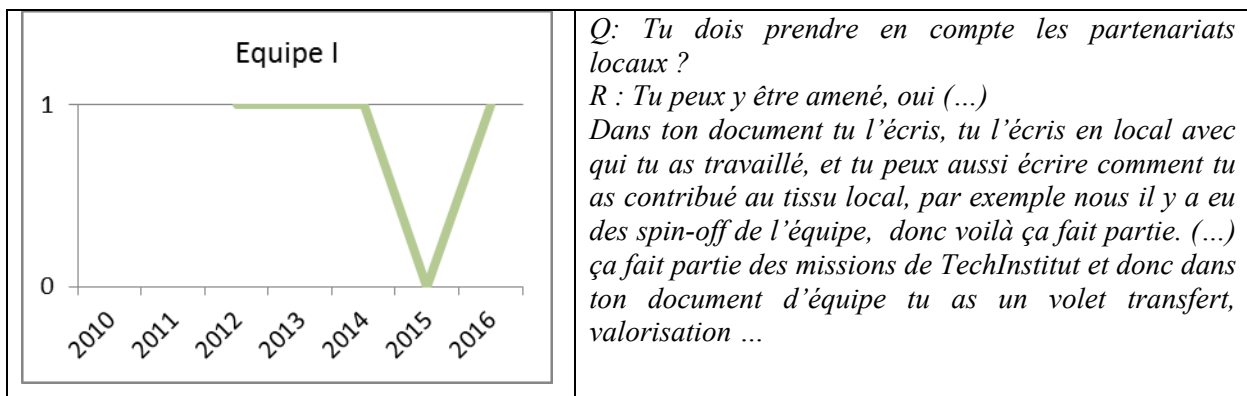 Equipe I
1
0
2010
2011
2012
2013
2014
2015
2016
Q: Tu dois prendre en compte les partenariats
locaux ?
R : Tu peux y être amené, oui (…)
Dans ton document tu l’écris, tu l’écris en local avec
qui tu as travaillé, et tu peux aussi écrire comment tu
as contribué au tissu local, par exemple nous il y a eu
des spin-off de l’équipe, donc voilà ça fait partie. (…)
ça fait partie des missions de TechInstitut et donc dans
ton document d’équipe tu as un volet transfert,
valorisation …